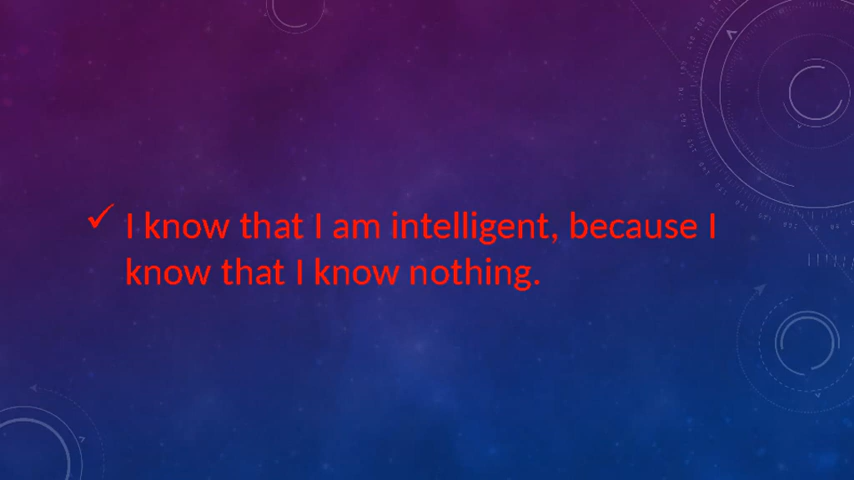 ✓ I know that I am intelligent, because I
know that I know nothing.